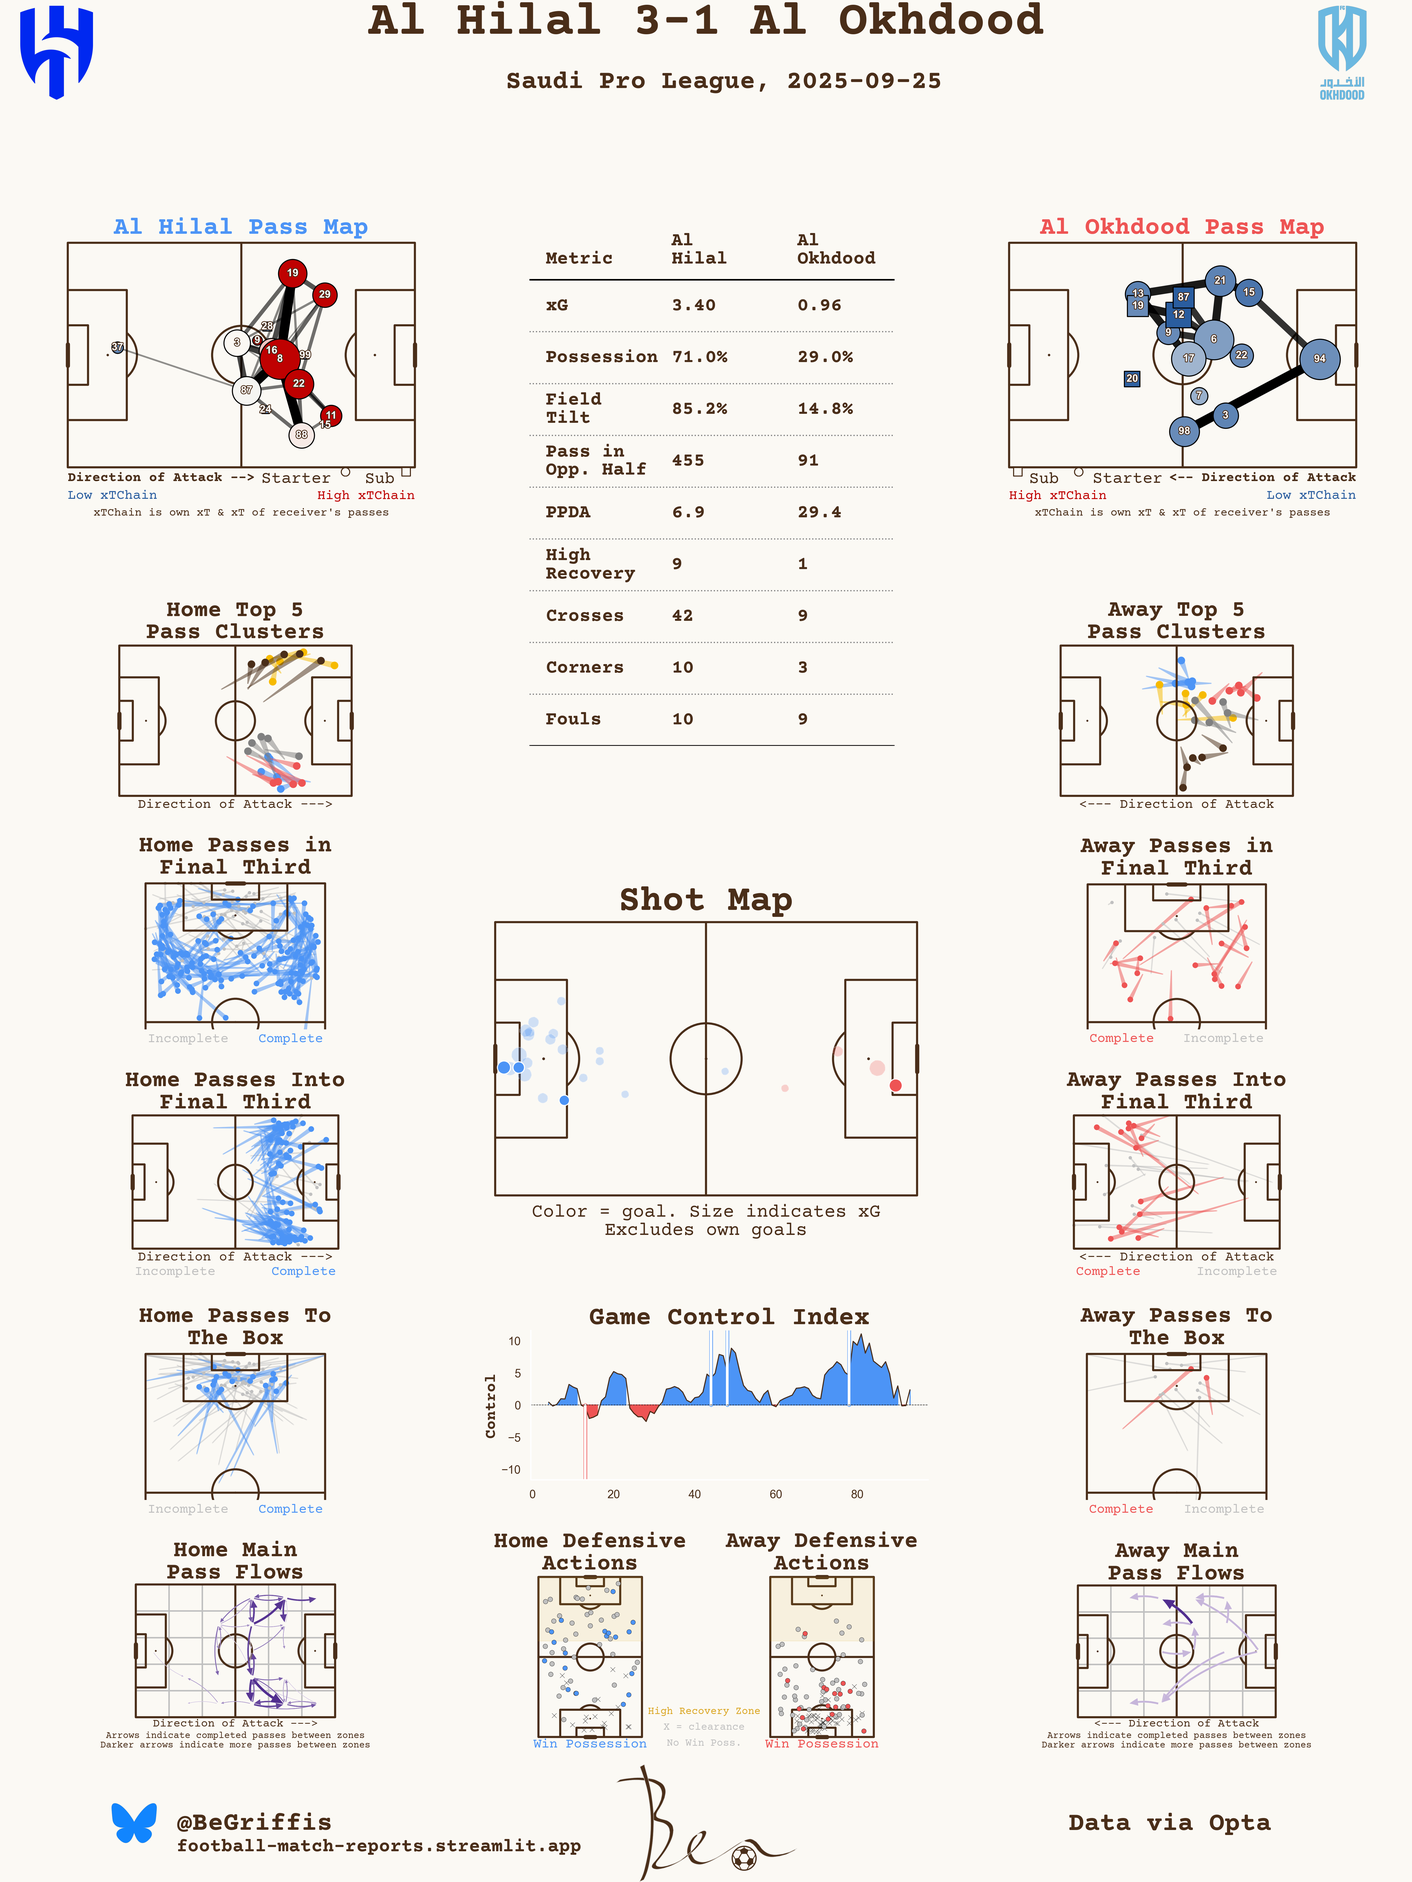 Al Hilal 3-1 Al Okhdood
Saudi Pro League, 2025-09-25
الأخدود
OKHDOOD
Al Hilal Pass Map
19
29
28
3
9
16
8
99
37
22
87
24
11
15
88
Direction of Attack --> Starter Sub
Low xTChain High xTChain
xTChain is own xT & xT of receiver's passes
Metric Al Hilal Al Okhdood
xG 3.40 0.96
Possession 71.0% 29.0%
Field Tilt 85.2% 14.8%
Pass in Opp. Half 455 91
PPDA 6.9 29.4
High Recovery 9 1
Crosses 42 9
Corners 10 3
Fouls 10 9
Al Okhdood Pass Map
21
13
87
15
19
12
9
6
17
22
94
20
7
3
98
Sub Starter <-- Direction of Attack
High xTChain Low xTChain
xTChain is own xT & xT of receiver's passes
Home Top 5
Pass Clusters
Direction of Attack --->
Away Top 5
Pass Clusters
<--- Direction of Attack
Home Passes in
Final Third
Incomplete Complete
Away Passes in
Final Third
Complete Incomplete
Shot Map
Color = goal. Size indicates xG
Excludes own goals
Home Passes Into
Final Third
Direction of Attack --->
Incomplete Complete
Away Passes Into
Final Third
<--- Direction of Attack
Complete Incomplete
Home Passes To
The Box
Incomplete Complete
Game Control Index
Control
10
5
0
−5
−10
0 20 40 60 80
Away Passes To
The Box
Complete Incomplete
Home Main
Pass Flows
Direction of Attack --->
Arrows indicate completed passes between zones
Darker arrows indicate more passes between zones
Home Defensive
Actions
Win Possession
High Recovery Zone
X = clearance
No Win Poss.
Away Defensive
Actions
Win Possession
Away Main
Pass Flows
<--- Direction of Attack
Arrows indicate completed passes between zones
Darker arrows indicate more passes between zones
@BeGriffis
football-match-reports.streamlit.app
Ben
Data via Opta